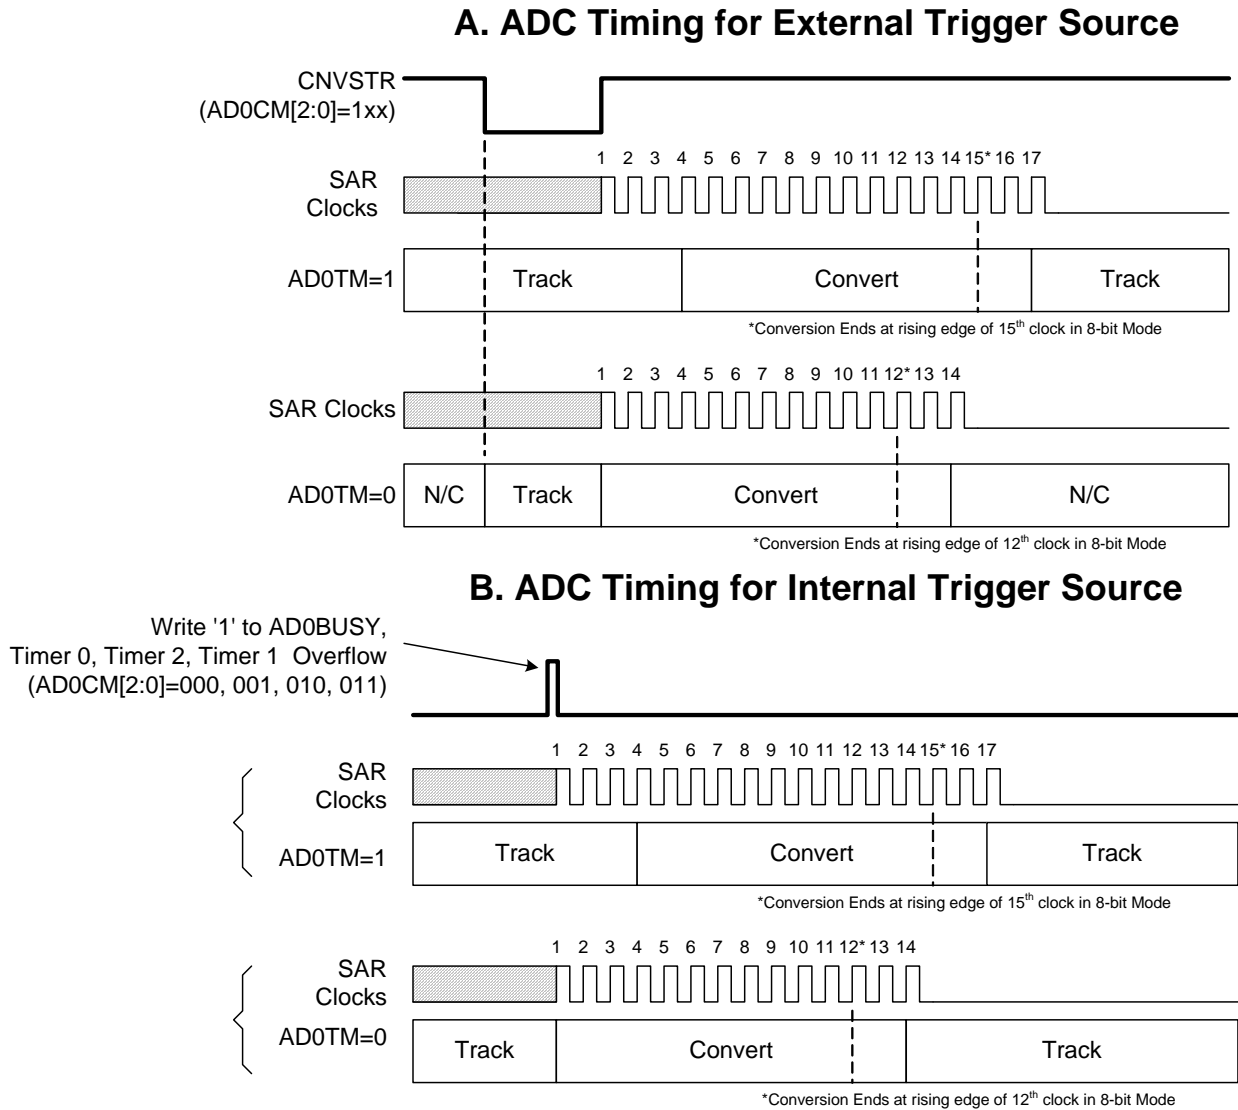 A. ADC Timing for External Trigger Source
CNVSTR
(AD0CM[2:0]=1xx)
1 2 3 4 5 6 7 8 9 10 11 12 13 14 15* 16 17
SAR
Clocks
AD0TM=1
Track Convert Track
*Conversion Ends at rising edge of 15th clock in 8-bit Mode
1 2 3 4 5 6 7 8 9 10 11 12* 13 14
SAR Clocks
AD0TM=0
N/C Track Convert N/C
*Conversion Ends at rising edge of 12th clock in 8-bit Mode
B. ADC Timing for Internal Trigger Source
Write '1' to AD0BUSY,
Timer 0, Timer 2, Timer 1 Overflow
(AD0CM[2:0]=000, 001, 010, 011)
1 2 3 4 5 6 7 8 9 10 11 12 13 14 15* 16 17
SAR
Clocks
AD0TM=1
Track Convert Track
*Conversion Ends at rising edge of 15th clock in 8-bit Mode
1 2 3 4 5 6 7 8 9 10 11 12* 13 14
SAR
Clocks
AD0TM=0
Track Convert Track
*Conversion Ends at rising edge of 12th clock in 8-bit Mode